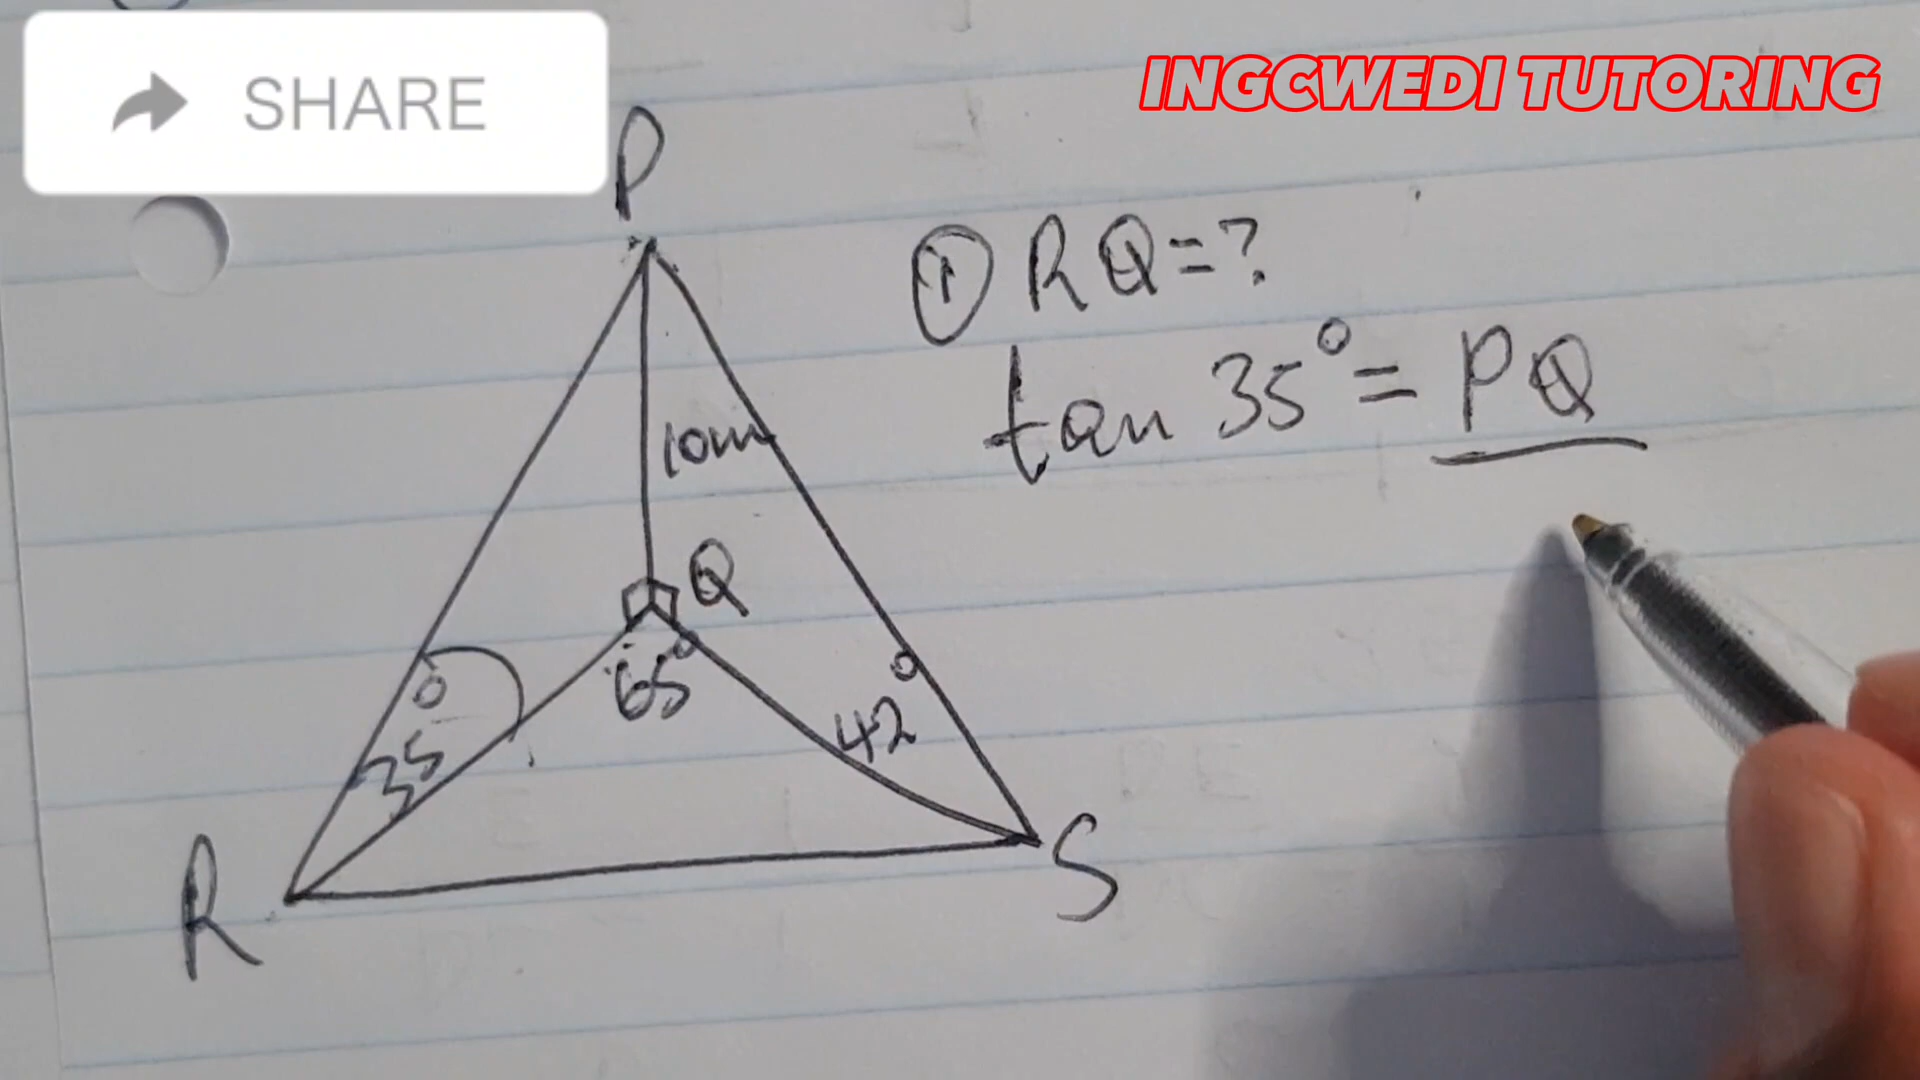 SHARE
INGCWEDI TUTORING
P
① RQ=?
tan 35° = PQ
10m
Q
65°
35°
42°
R
S